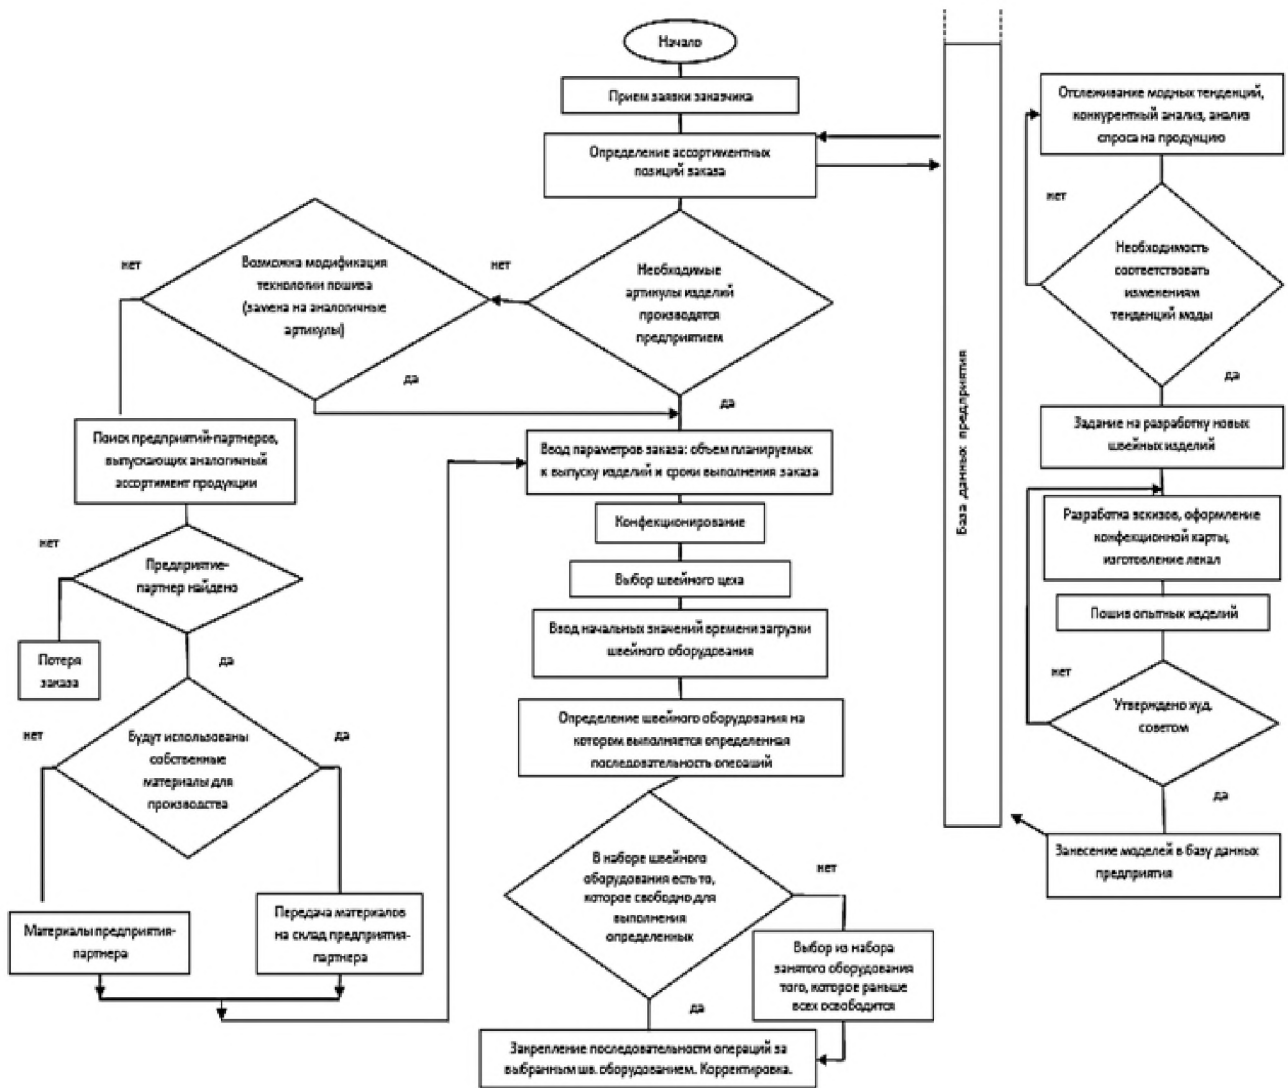 Начало
Прием заявки заказчика
Определение ассортиментных
позиций заказа
Необходимые
артикулы изделий
производятся
предприятием
нет
да
Возможна модификация
технологии пошива
(замена на аналогичные
артикулы)
нет
да
Поиск предприятий-партнеров,
выпускающих аналогичный
ассортимент продукции
нет
Предприятие-
партнер найдено
Потеря
заказа
да
нет
Будут использованы
собственные
материалы для
производства
да
Материалы предприятия-
партнера
Передача материалов
на склад предприятия-
партнера
Ввод параметров заказа: объем планируемых
к выпуску изделий и сроки выполнения заказа
Конфекционирование
Выбор швейного цеха
Ввод начальных значений времени загрузки
швейного оборудования
Определение швейного оборудования на
котором выполняется определенная
последовательность операций
В наборе швейного
оборудования есть то,
которое свободно для
выполнения
определенных
нет
да
Выбор из набора
занятого оборудования
того, которое раньше
всех освободится
Закрепление последовательности операций за
выбранным шв. оборудованием. Корректировка.
База данных предприятия
Отслеживание модных тенденций,
конкурентный анализ, анализ
спроса на продукцию
нет
Необходимость
соответствовать
изменениям
тенденций моды
да
Задание на разработку новых
швейных изделий
Разработка эскизов, оформление
конфекционной карты,
изготовление лекал
Пошив опытных изделий
нет
Утверждено худ.
советом
да
Занесение моделей в базу данных
предприятия